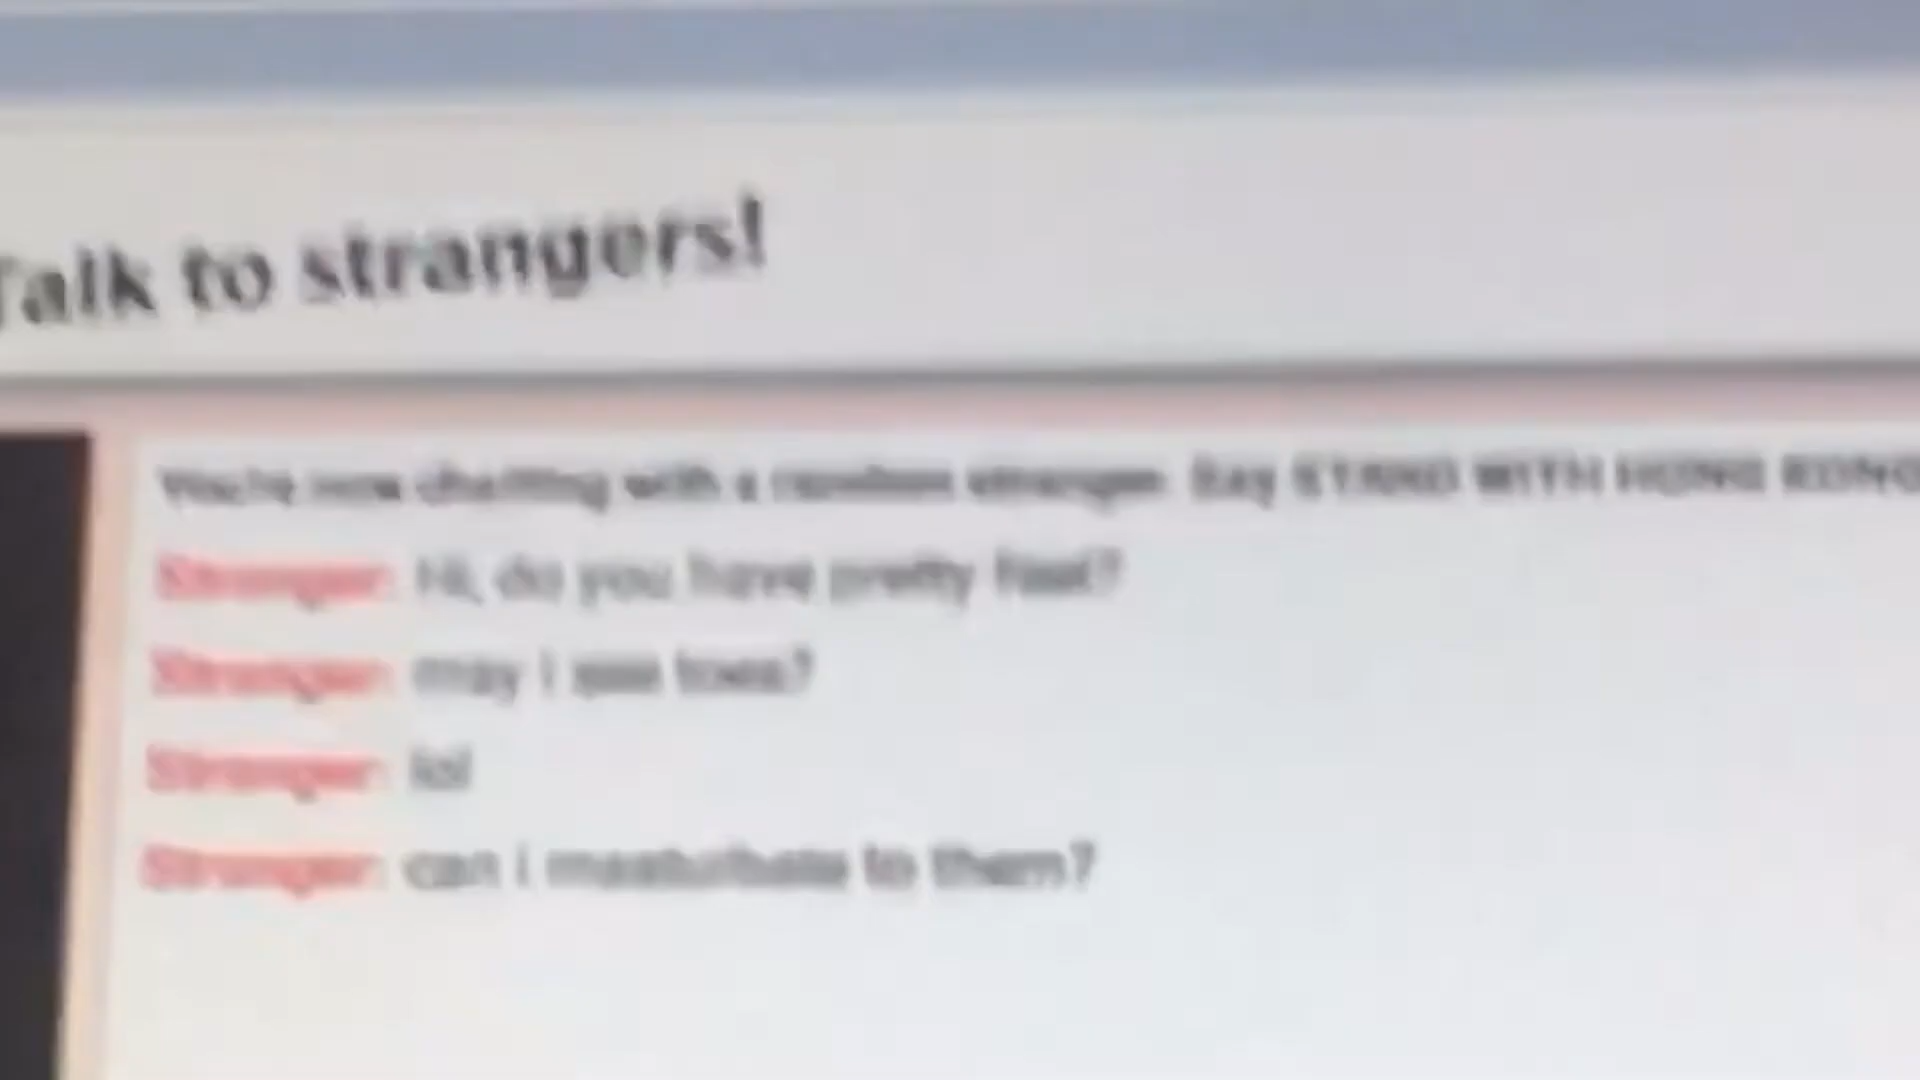 Talk to strangers!
You're now chatting with a random stranger. Say STAND WITH HONG KONG
Stranger: Hi, do you have pretty feet?
Stranger: may i see toes?
Stranger: lol
Stranger: can i masturbate to them?